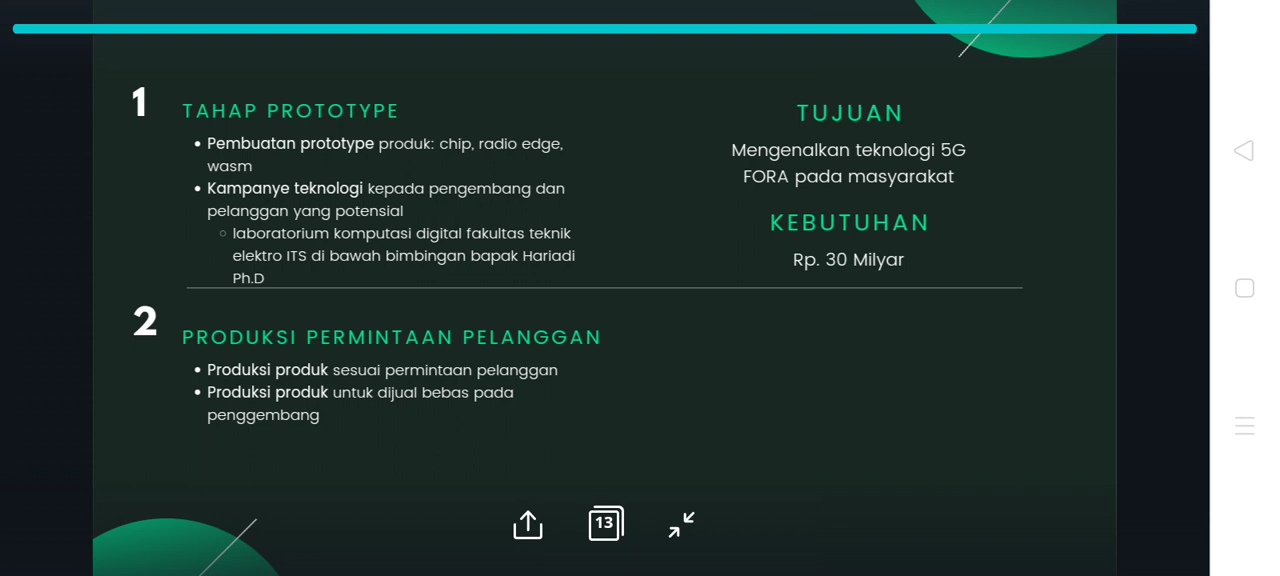 1
TAHAP PROTOTYPE
• Pembuatan prototype produk: chip, radio edge,
wasm
• Kampanye teknologi kepada pengembang dan
pelanggan yang potensial
○ laboratorium komputasi digital fakultas teknik
elektro ITS di bawah bimbingan bapak Hariadi
Ph.D
TUJUAN
Mengenalkan teknologi 5G
FORA pada masyarakat
KEBUTUHAN
Rp. 30 Milyar
2
PRODUKSI PERMINTAAN PELANGGAN
• Produksi produk sesuai permintaan pelanggan
• Produksi produk untuk dijual bebas pada
penggembang
13